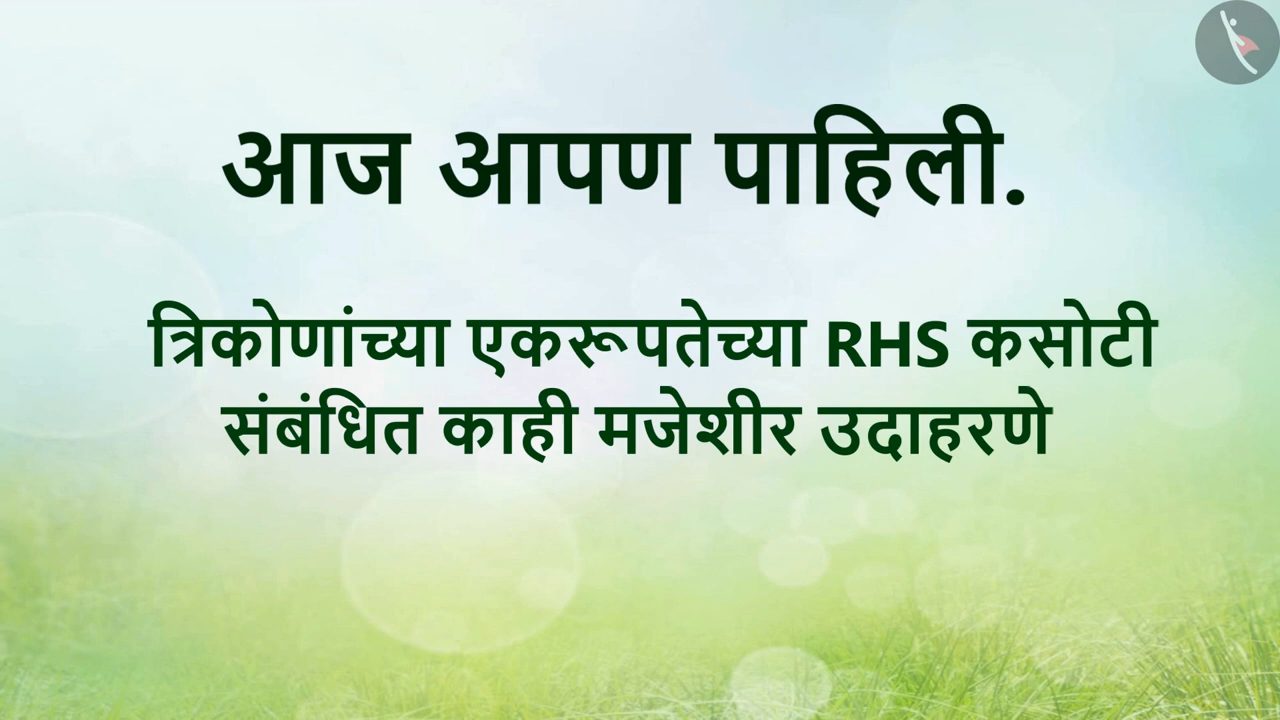 आज आपण पाहिली.
त्रिकोणांच्या एकरूपतेच्या RHS कसोटी
संबंधित काही मजेशीर उदाहरणे